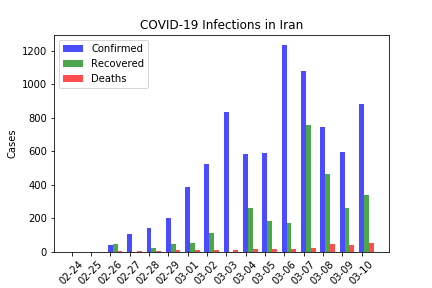 COVID-19 Infections in Iran
Confirmed
Recovered
Deaths
1200
1000
800
600
400
200
0
Cases
02-24 02-25 02-26 02-27 02-28 02-29 03-01 03-02 03-03 03-04 03-05 03-06 03-07 03-08 03-09 03-10